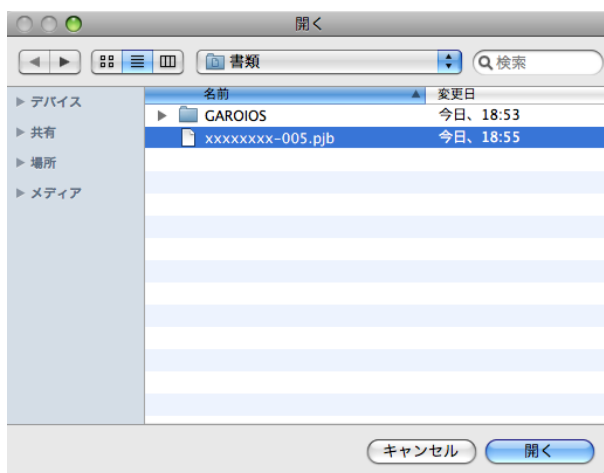 開く
書類
検索
デバイス
共有
場所
メディア
名前 変更日
GAROIOS 今日、18:53
xxxxxxxx-005.pjb 今日、18:55
キャンセル 開く